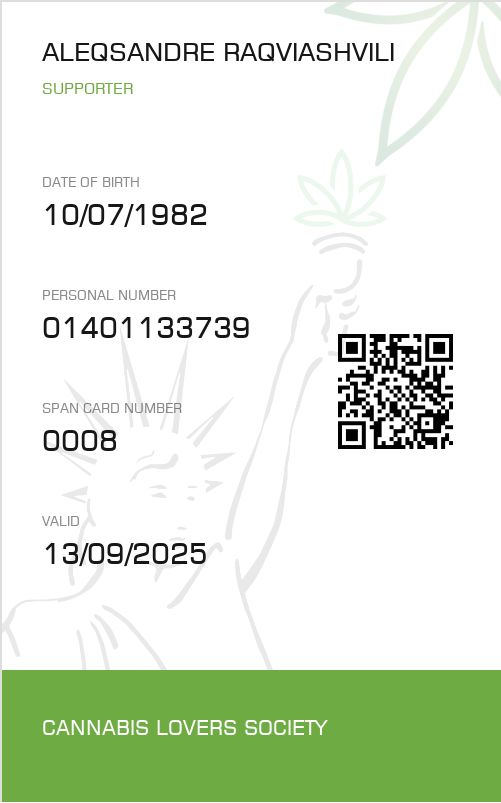 ALEQSANDRE RAQVIASHVILI
SUPPORTER
DATE OF BIRTH
10/07/1982
PERSONAL NUMBER
01401133739
SPAN CARD NUMBER
0008
VALID
13/09/2025
CANNABIS LOVERS SOCIETY